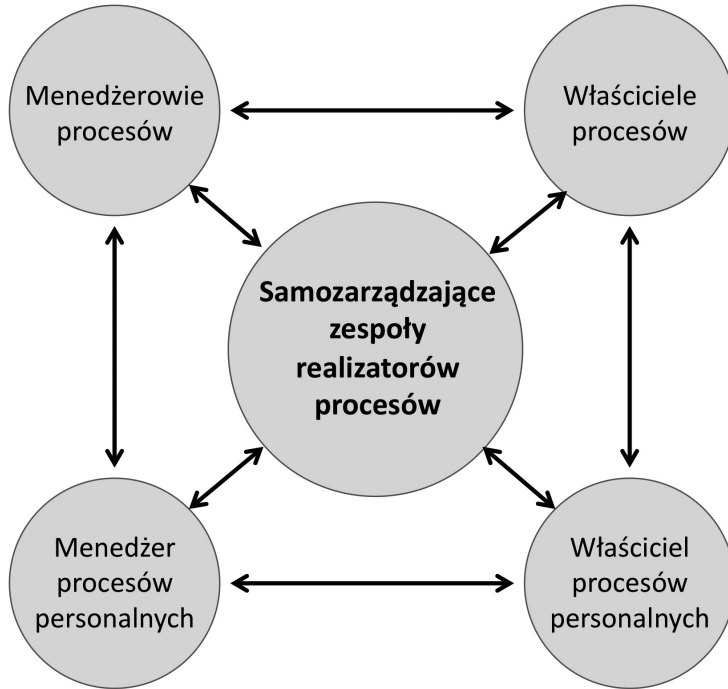 Menedżerowie
procesów
Właściciele
procesów
Samozarządzające
zespoły
realizatorów
procesów
Menedżer
procesów
personalnych
Właściciel
procesów
personalnych